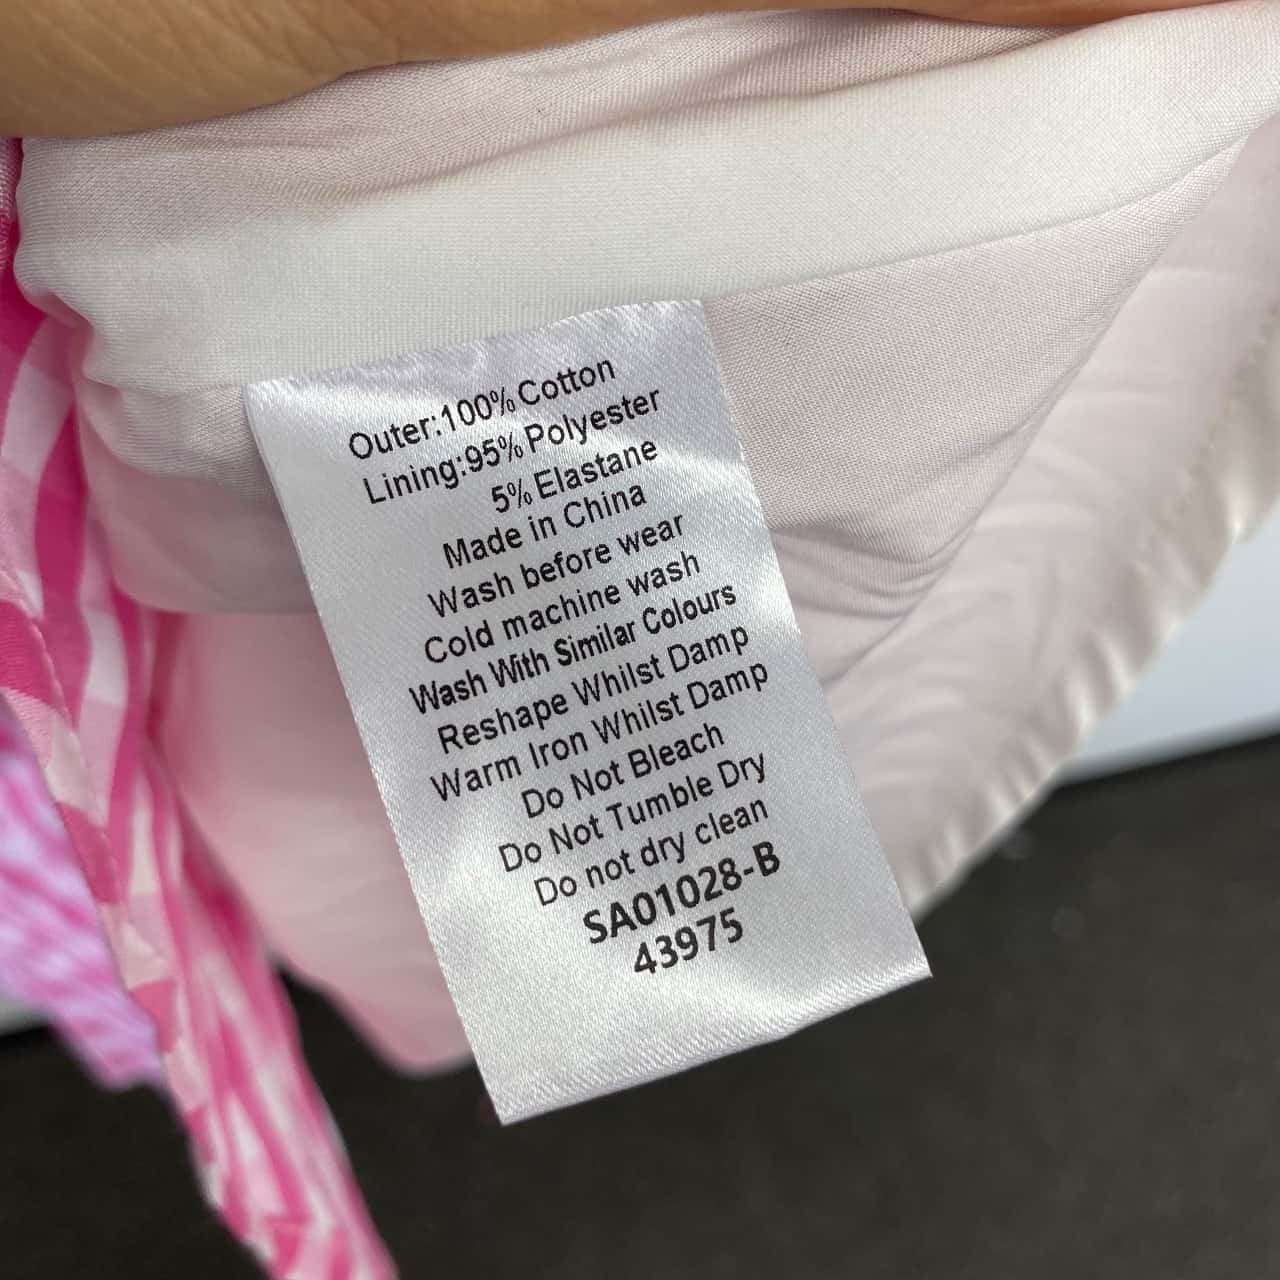 Outer:100% Cotton
Lining:95% Polyester
5% Elastane
Made in China
Wash before wear
Cold machine wash
Wash With Similar Colours
Reshape Whilst Damp
Warm Iron Whilst Damp
Do Not Bleach
Do Not Tumble Dry
Do not dry clean
SA01028-B
43975